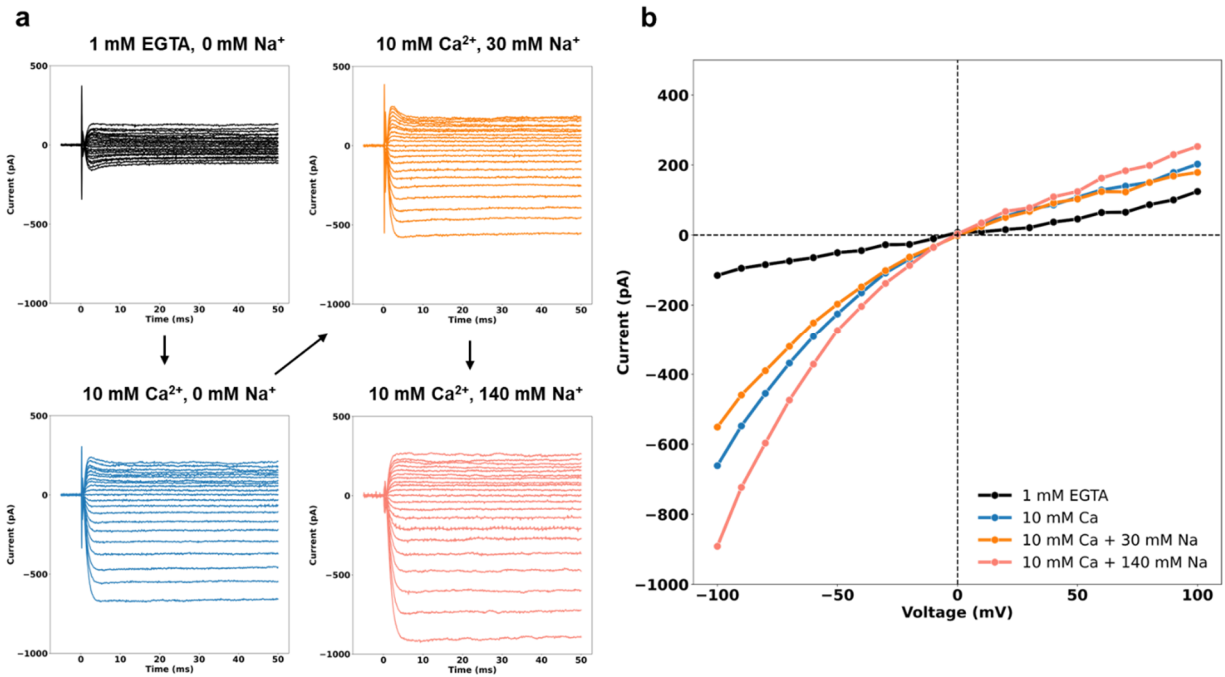 a
1 mM EGTA, 0 mM Na⁺
500
0
−500
−1000
Current (pA)
0 10 20 30 40 50
Time (ms)
10 mM Ca²⁺, 30 mM Na⁺
500
0
−500
−1000
Current (pA)
0 10 20 30 40 50
Time (ms)
10 mM Ca²⁺, 0 mM Na⁺
500
0
−500
−1000
Current (pA)
0 10 20 30 40 50
Time (ms)
10 mM Ca²⁺, 140 mM Na⁺
500
0
−500
−1000
Current (pA)
0 10 20 30 40 50
Time (ms)
b
400
200
0
−200
−400
−600
−800
−1000
Current (pA)
−100 −50 0 50 100
Voltage (mV)
1 mM EGTA
10 mM Ca
10 mM Ca + 30 mM Na
10 mM Ca + 140 mM Na